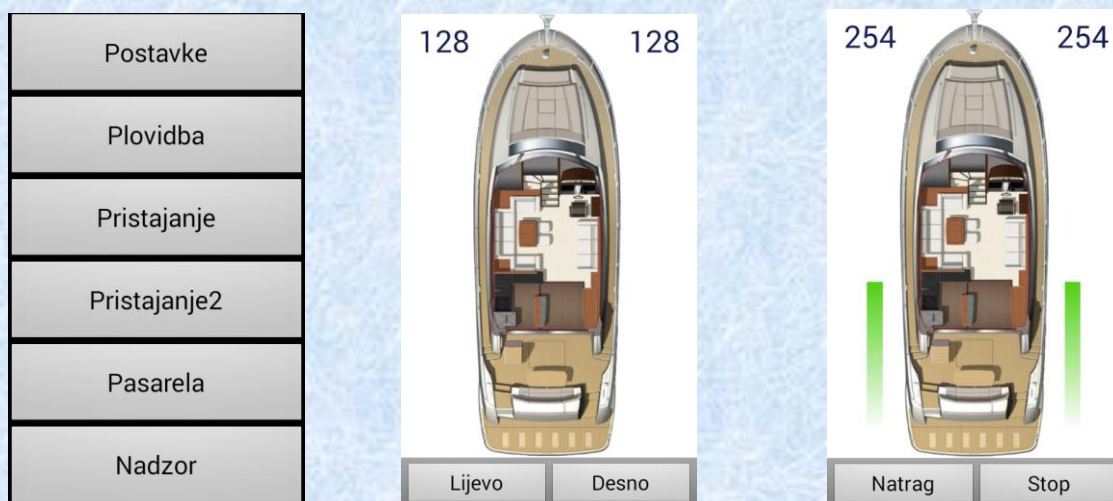 Postavke
Plovidba
Pristajanje
Pristajanje2
Pasarela
Nadzor
128 128
Lijevo Desno
254 254
Natrag Stop